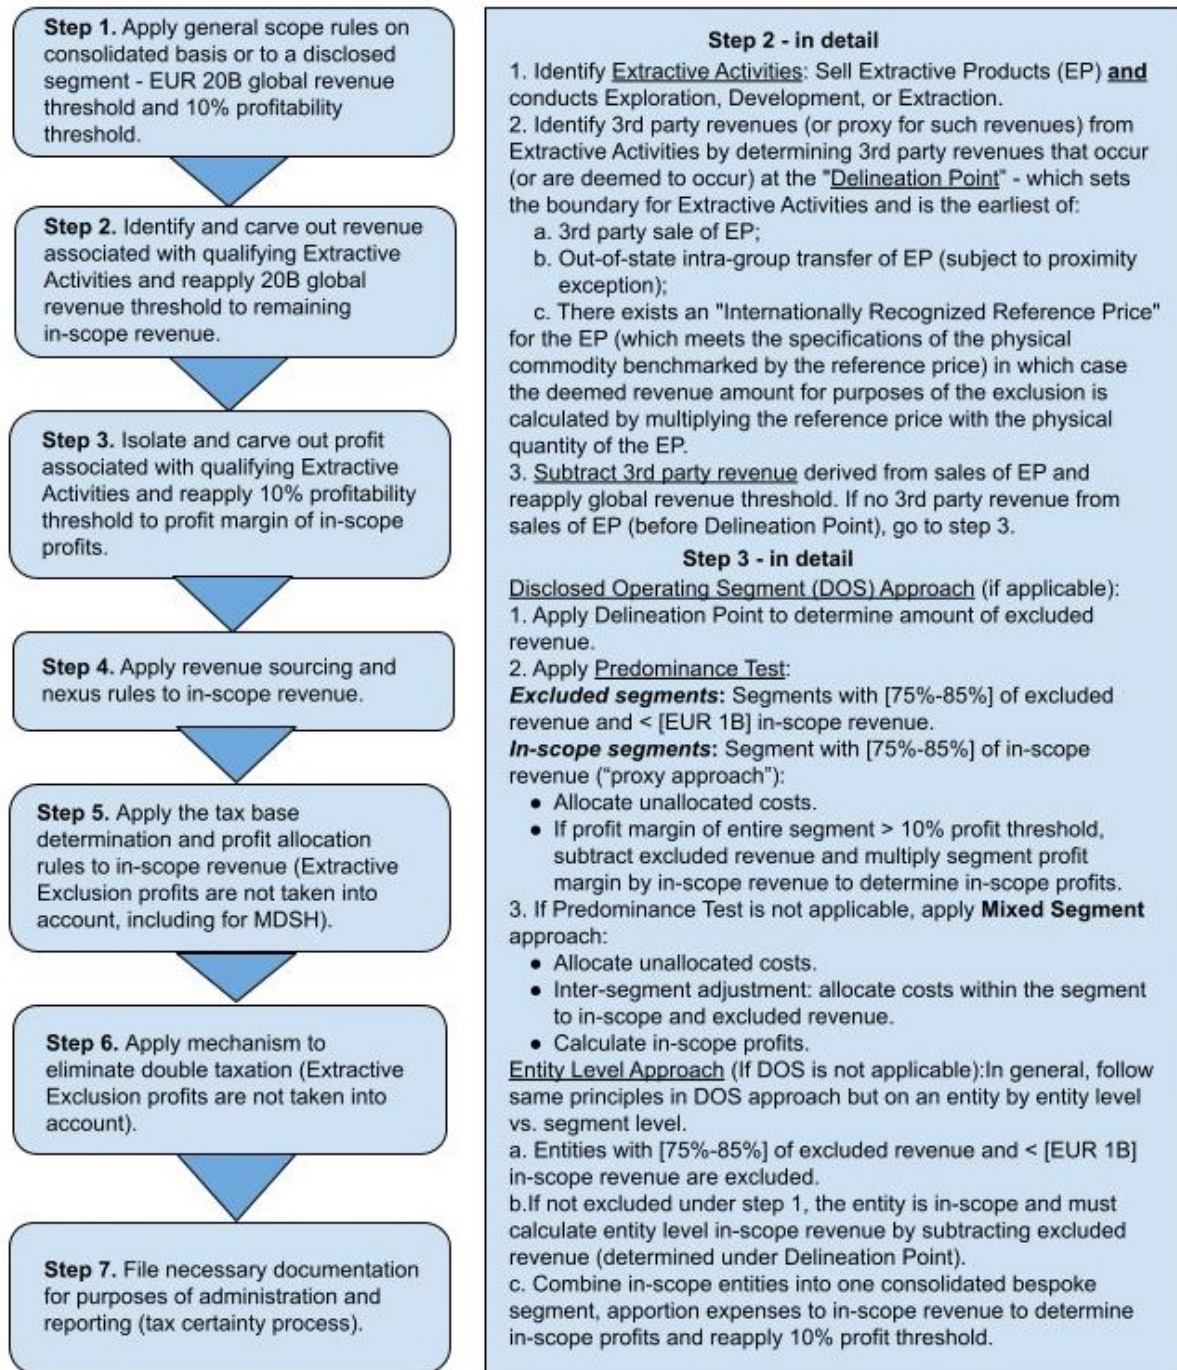 Step 1. Apply general scope rules on
consolidated basis or to a disclosed
segment - EUR 20B global revenue
threshold and 10% profitability
threshold.
Step 2. Identify and carve out revenue
associated with qualifying Extractive
Activities and reapply 20B global
revenue threshold to remaining
in-scope revenue.
Step 3. Isolate and carve out profit
associated with qualifying Extractive
Activities and reapply 10% profitability
threshold to profit margin of in-scope
profits.
Step 4. Apply revenue sourcing and
nexus rules to in-scope revenue.
Step 5. Apply the tax base
determination and profit allocation
rules to in-scope revenue (Extractive
Exclusion profits are not taken into
account, including for MDSH).
Step 6. Apply mechanism to
eliminate double taxation (Extractive
Exclusion profits are not taken into
account).
Step 7. File necessary documentation
for purposes of administration and
reporting (tax certainty process).
Step 2 - in detail
1. Identify Extractive Activities: Sell Extractive Products (EP) and
conducts Exploration, Development, or Extraction.
2. Identify 3rd party revenues (or proxy for such revenues) from
Extractive Activities by determining 3rd party revenues that occur
(or are deemed to occur) at the "Delineation Point" - which sets
the boundary for Extractive Activities and is the earliest of:
a. 3rd party sale of EP;
b. Out-of-state intra-group transfer of EP (subject to proximity
exception);
c. There exists an "Internationally Recognized Reference Price"
for the EP (which meets the specifications of the physical
commodity benchmarked by the reference price) in which case
the deemed revenue amount for purposes of the exclusion is
calculated by multiplying the reference price with the physical
quantity of the EP.
3. Subtract 3rd party revenue derived from sales of EP and
reapply global revenue threshold. If no 3rd party revenue from
sales of EP (before Delineation Point), go to step 3.
Step 3 - in detail
Disclosed Operating Segment (DOS) Approach (if applicable):
1. Apply Delineation Point to determine amount of excluded
revenue.
2. Apply Predominance Test:
Excluded segments: Segments with [75%-85%] of excluded
revenue and < [EUR 1B] in-scope revenue.
In-scope segments: Segment with [75%-85%] of in-scope
revenue (“proxy approach”):
● Allocate unallocated costs.
● If profit margin of entire segment > 10% profit threshold,
subtract excluded revenue and multiply segment profit
margin by in-scope revenue to determine in-scope profits.
3. If Predominance Test is not applicable, apply Mixed Segment
approach:
● Allocate unallocated costs.
● Inter-segment adjustment: allocate costs within the segment
to in-scope and excluded revenue.
● Calculate in-scope profits.
Entity Level Approach (If DOS is not applicable):In general, follow
same principles in DOS approach but on an entity by entity level
vs. segment level.
a. Entities with [75%-85%] of excluded revenue and < [EUR 1B]
in-scope revenue are excluded.
b.If not excluded under step 1, the entity is in-scope and must
calculate entity level in-scope revenue by subtracting excluded
revenue (determined under Delineation Point).
c. Combine in-scope entities into one consolidated bespoke
segment, apportion expenses to in-scope revenue to determine
in-scope profits and reapply 10% profit threshold.